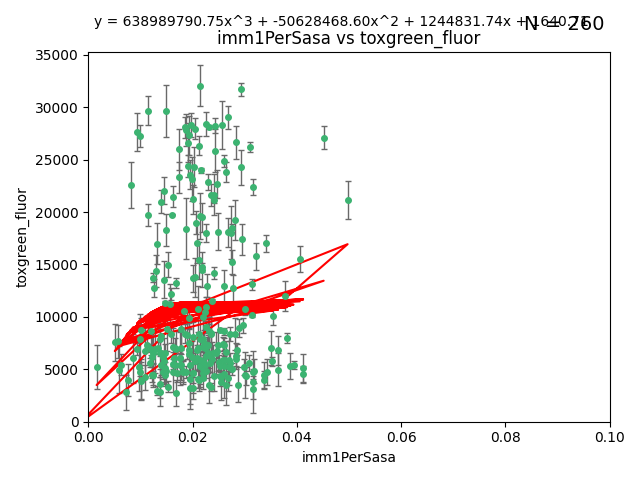 y = 638989790.75x^3 + -50628468.60x^2 + 1244831.74x +
N = 260
imm1PerSasa vs toxgreen_fluor
35000
30000
25000
20000
15000
10000
5000
0
toxgreen_fluor
0.00 0.02 0.04 0.06 0.08 0.10
imm1PerSasa